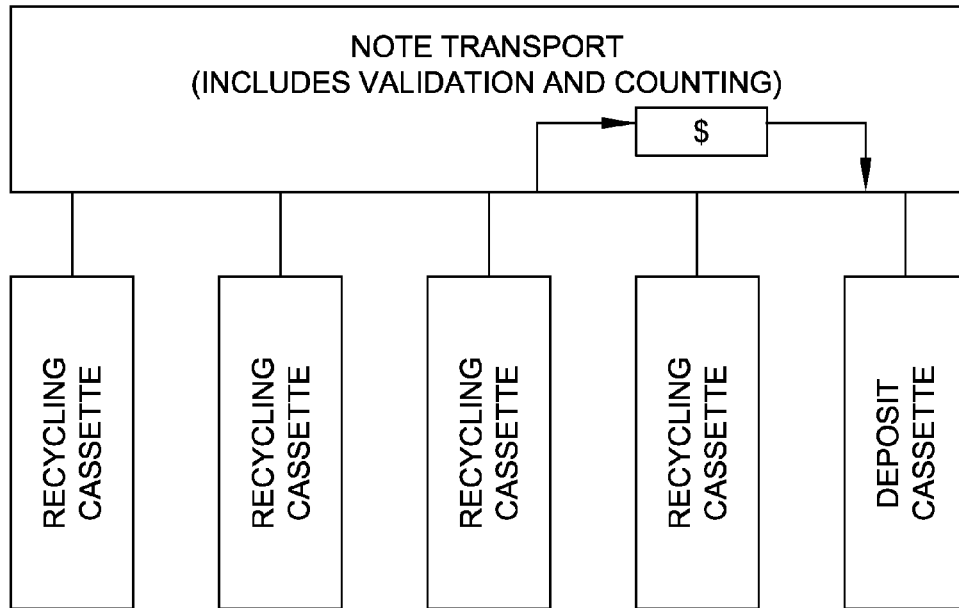 NOTE TRANSPORT
(INCLUDES VALIDATION AND COUNTING)
$
RECYCLING
CASSETTE
RECYCLING
CASSETTE
RECYCLING
CASSETTE
RECYCLING
CASSETTE
DEPOSIT
CASSETTE